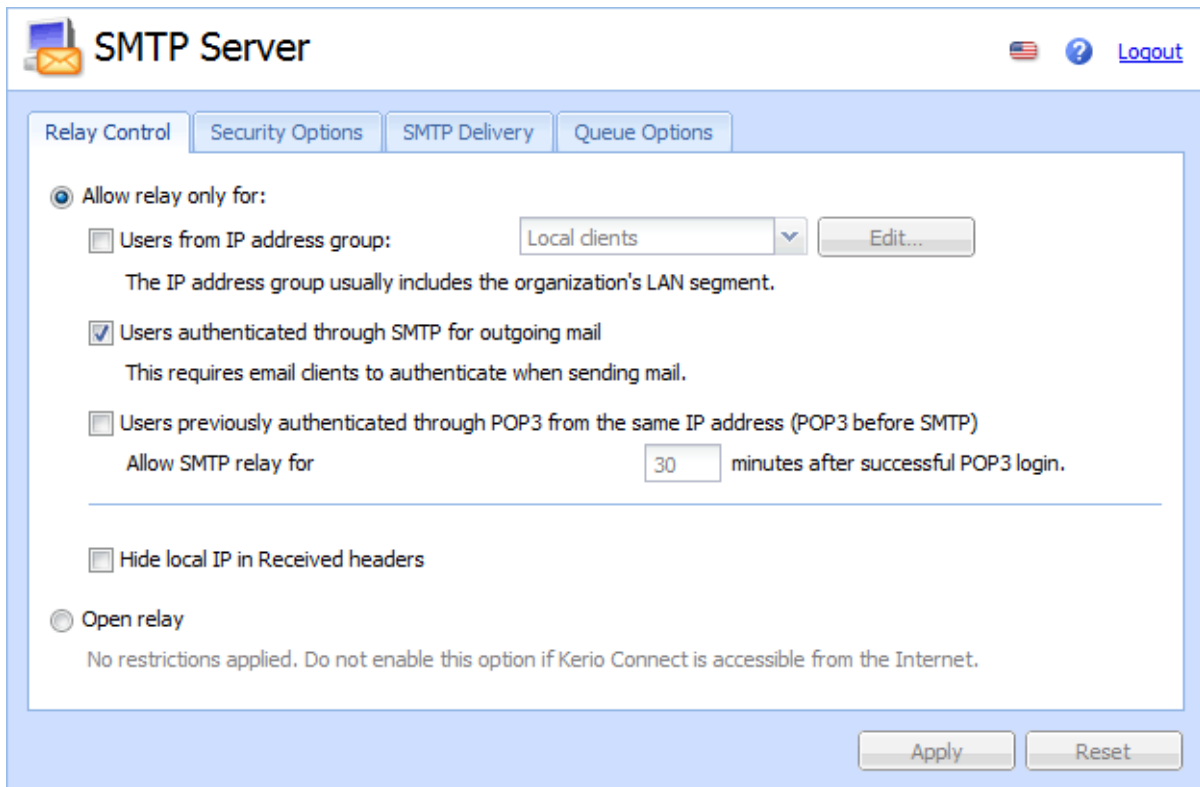 SMTP Server
? Logout
Relay Control Security Options SMTP Delivery Queue Options
Allow relay only for:
Users from IP address group: Local clients Edit...
The IP address group usually includes the organization's LAN segment.
Users authenticated through SMTP for outgoing mail
This requires email clients to authenticate when sending mail.
Users previously authenticated through POP3 from the same IP address (POP3 before SMTP)
Allow SMTP relay for 30 minutes after successful POP3 login.
Hide local IP in Received headers
Open relay
No restrictions applied. Do not enable this option if Kerio Connect is accessible from the Internet.
Apply Reset